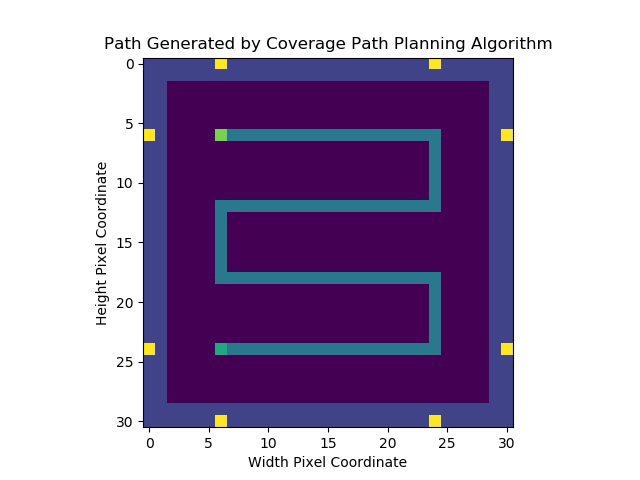 Path Generated by Coverage Path Planning Algorithm
0
5
10
15
20
25
30
Height Pixel Coordinate
0 5 10 15 20 25 30
Width Pixel Coordinate